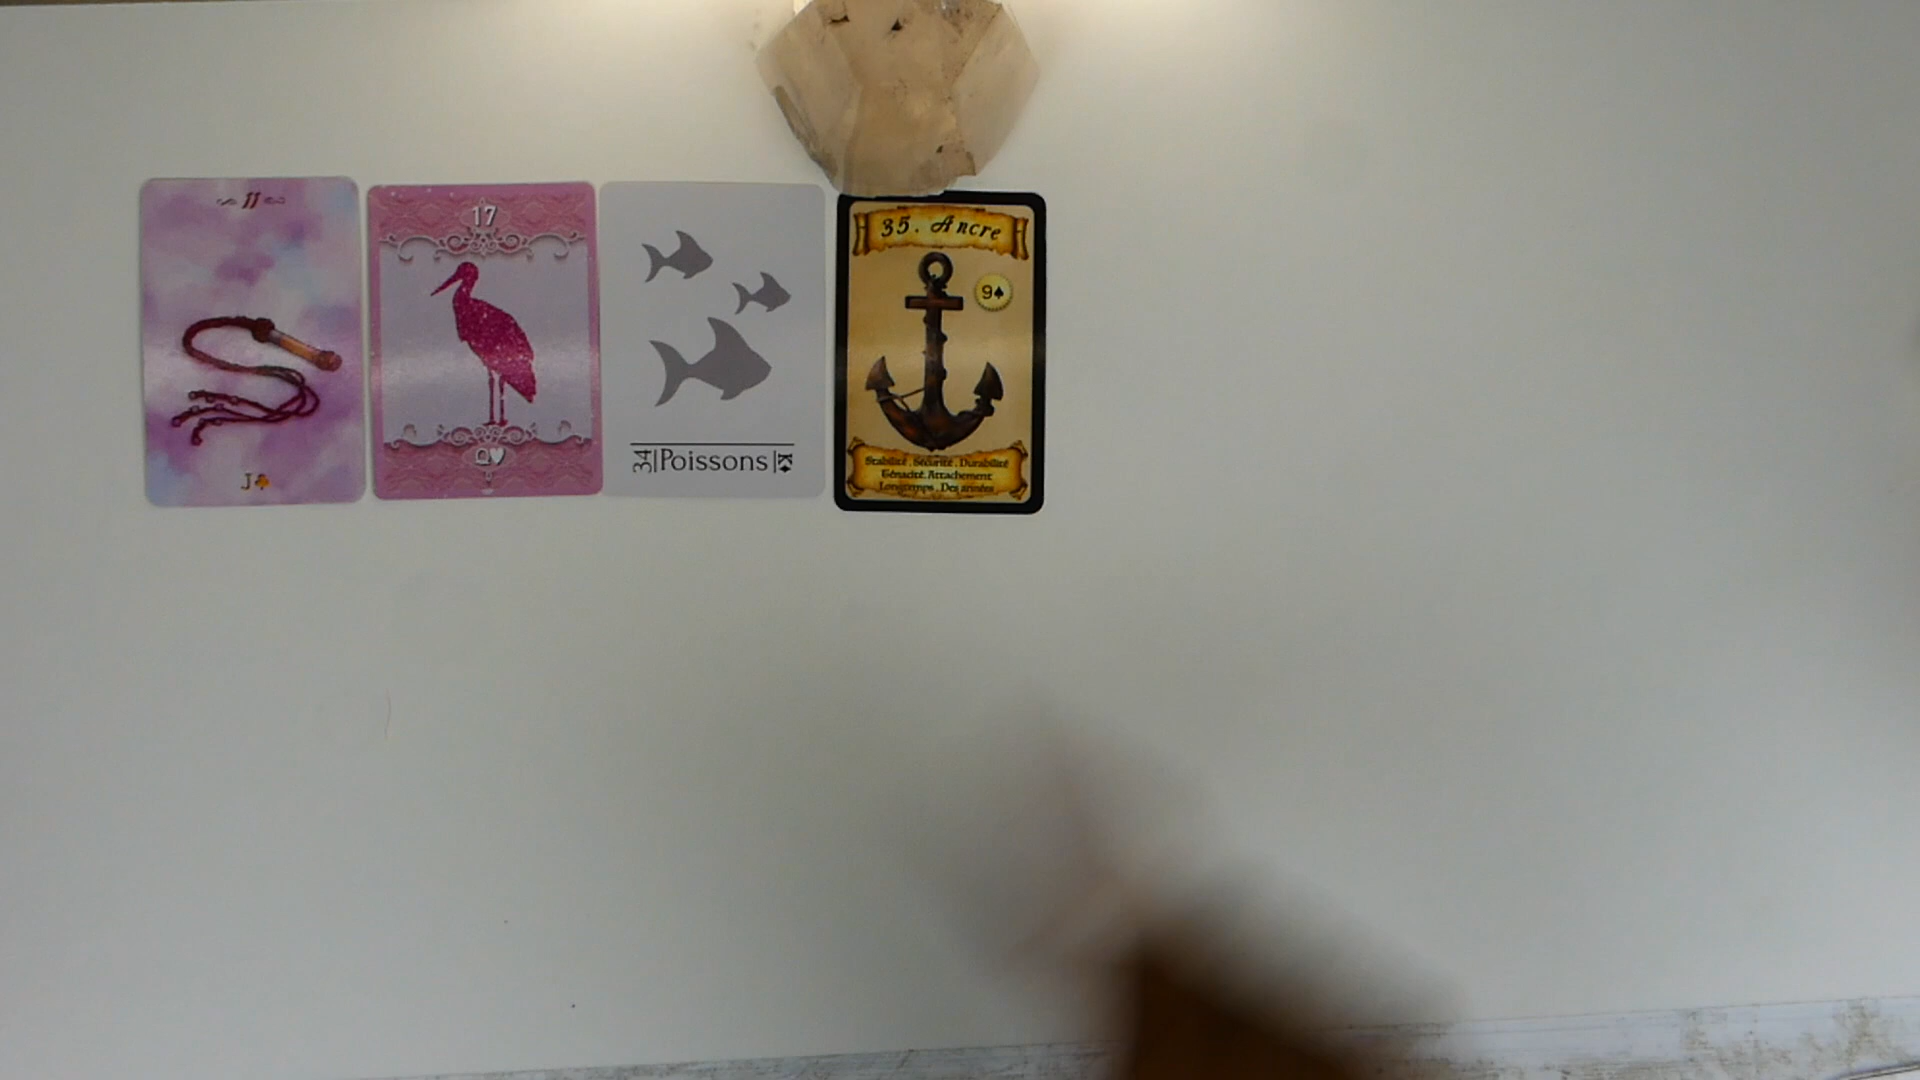 11
J♣
17
Q♥
34|Poissons|K♦
35. Ancre
9♠
Stabilité . Sécurité . Durabilité
Ténacité. Attachement
Longtemps . Des années